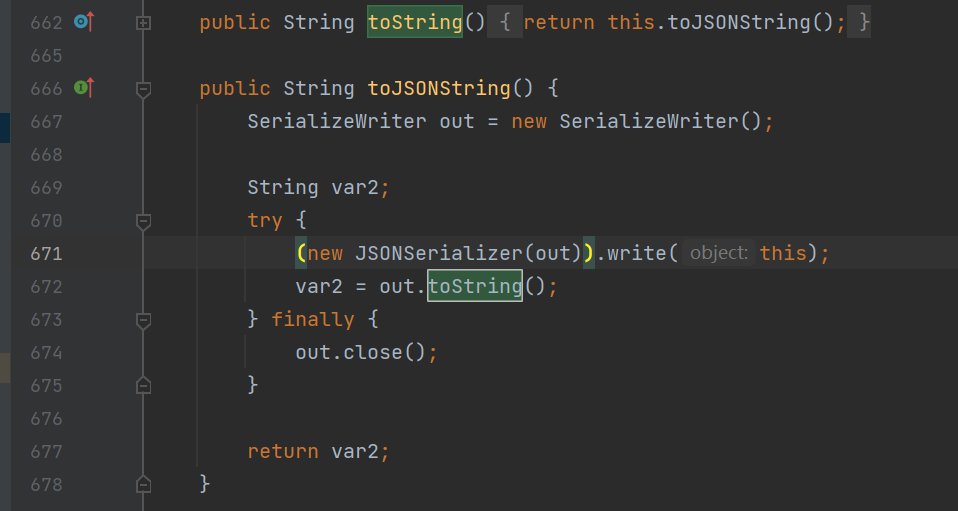 662 public String toString() { return this.toJSONString(); }
665
666 public String toJSONString() {
667 SerializeWriter out = new SerializeWriter();
668
669 String var2;
670 try {
671 (new JSONSerializer(out)).write( object: this);
672 var2 = out.toString();
673 } finally {
674 out.close();
675 }
676
677 return var2;
678 }